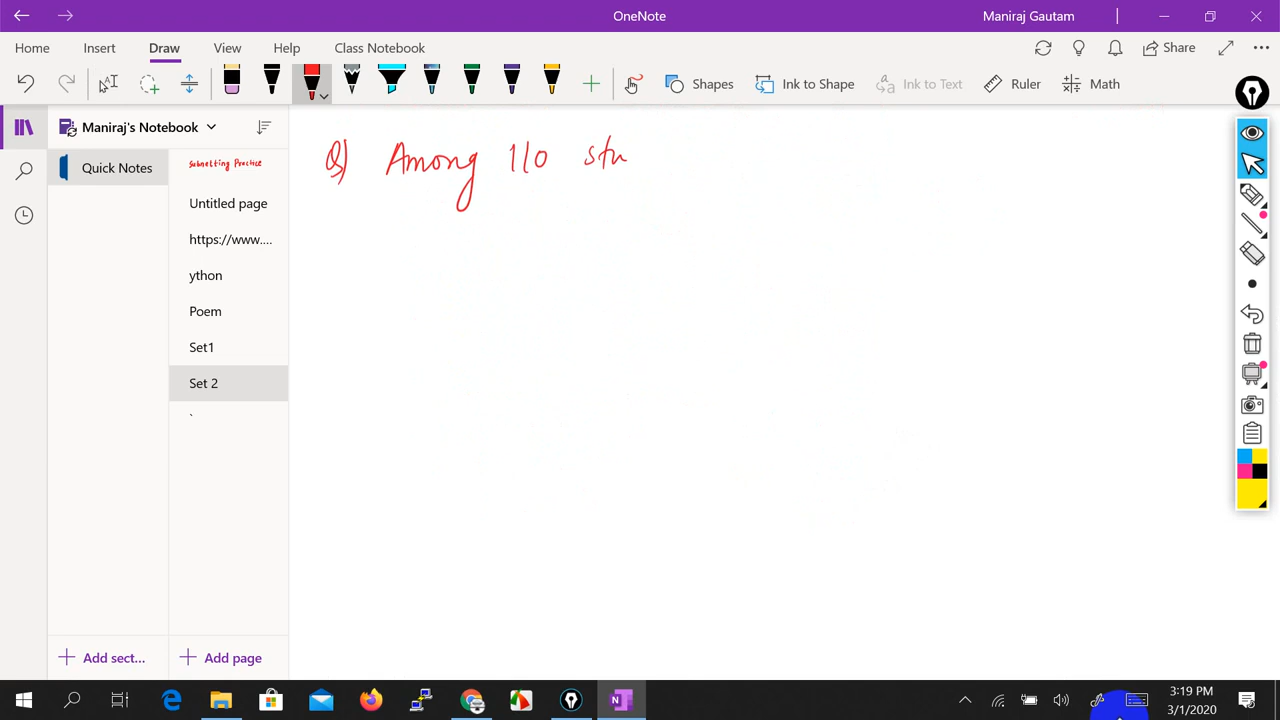 OneNote
Maniraj Gautam
Home Insert Draw View Help Class Notebook
Share
Shapes Ink to Shape Ink to Text Ruler Math
Maniraj's Notebook
Quick Notes
Subnetting Practice
Untitled page
https://www....
ython
Poem
Set1
Set 2
`
Q) Among 110 stu
Add sect... Add page
3:19 PM
3/1/2020